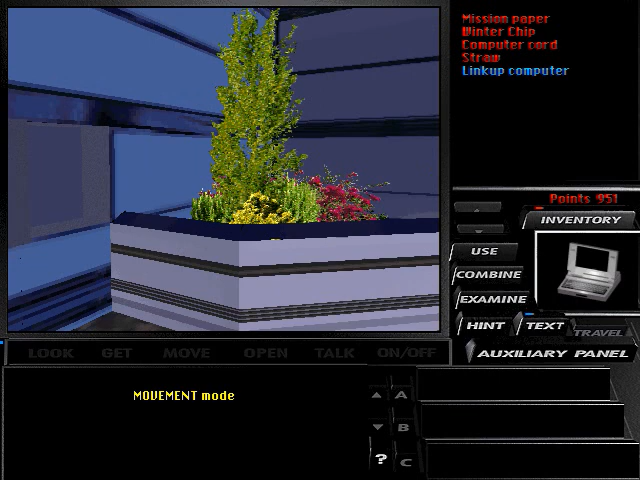 Mission paper
Winter Chip
Computer cord
Straw
Linkup computer
Points 951
INVENTORY
USE
COMBINE
EXAMINE
HINT TEXT TRAVEL
LOOK GET MOVE OPEN TALK ON/OFF
AUXILIARY PANEL
MOVEMENT mode
A
B
? C